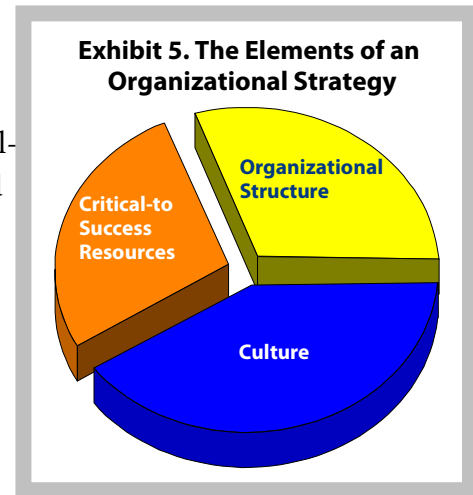 Exhibit 5. The Elements of an
Organizational Strategy
l-
Organizational
Structure
Critical-to
Success
Resources
Culture